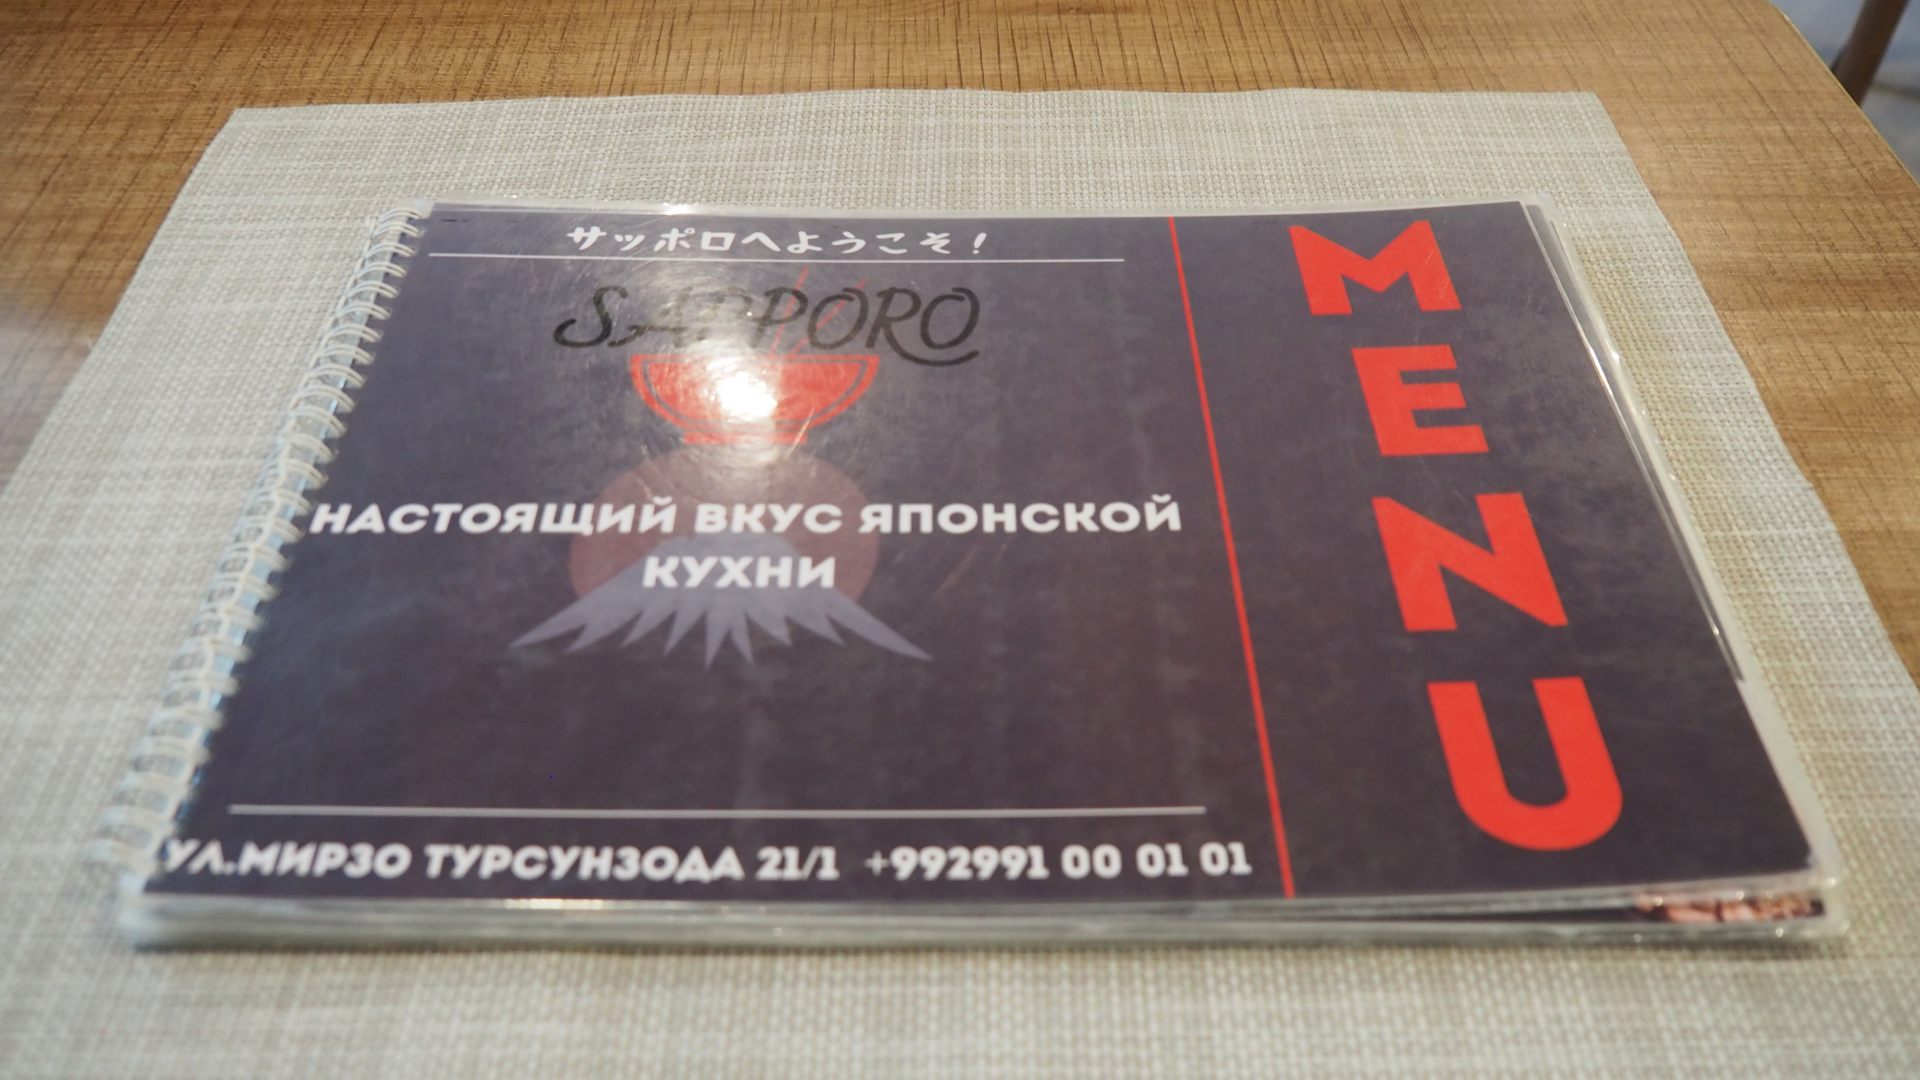 サッポロへようこそ!
SAPPORO
НАСТОЯЩИЙ ВКУС ЯПОНСКОЙ
КУХНИ
УЛ.МИРЗО ТУРСУНЗОДА 21/1 +992991 00 01 01
MENU